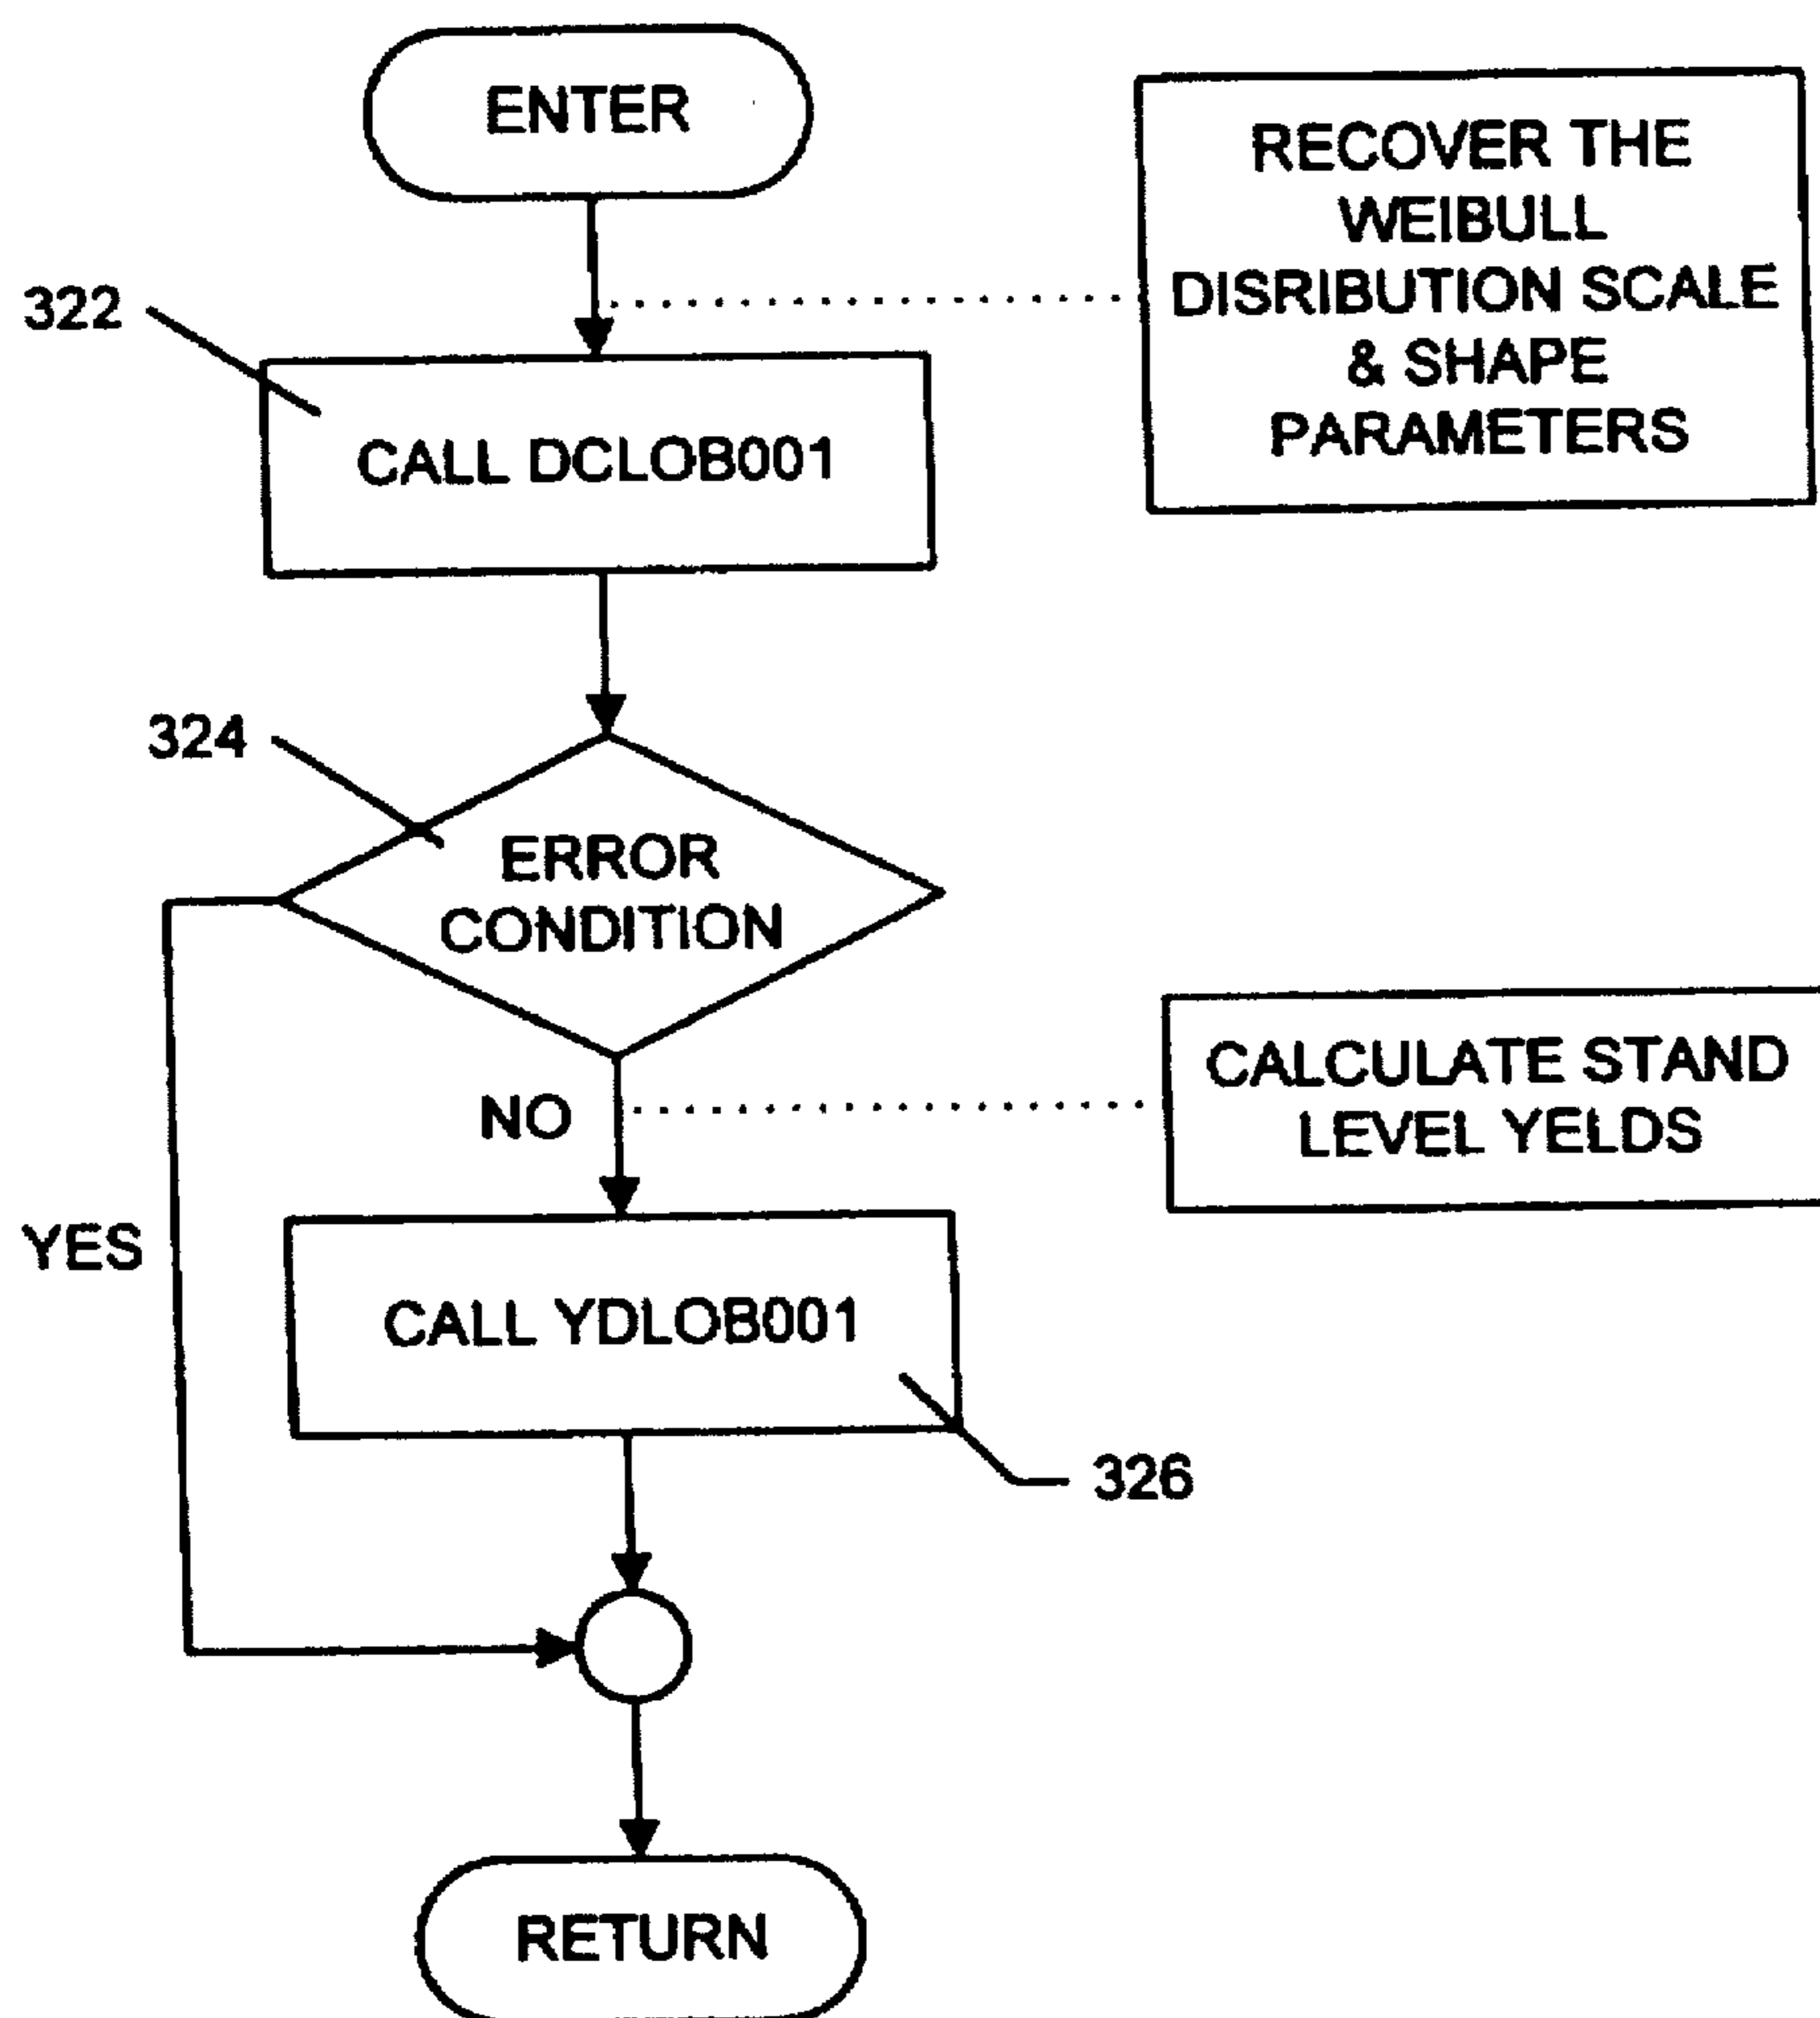 ENTER
RECOVER THE
WEIBULL
DISRIBUTION SCALE
& SHAPE
PARAMETERS
322
CALL DCLOB001
324
ERROR
CONDITION
NO
CALCULATE STAND
LEVEL YELDS
YES
CALL YDLOB001
326
RETURN